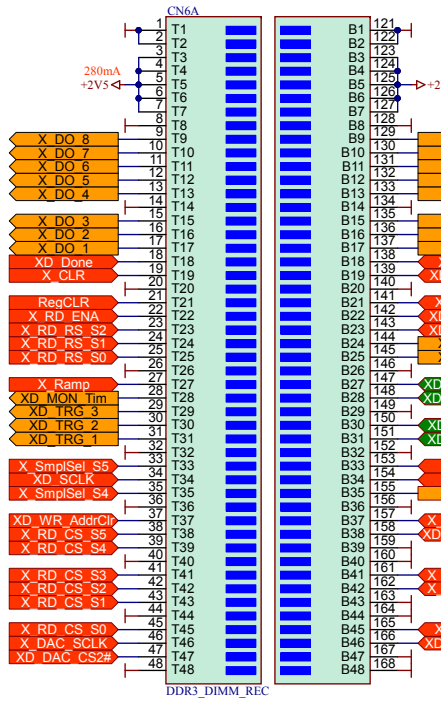 CN6A
1 T1 B1 121
2 T2 B2 122
3 T3 B3 123
280mA 4 T4 B4 124
+2V5 5 T5 B5 125 +2
6 T6 B6 126
7 T7 B7 127
8 T8 B8 128
X_DO_8 9 T9 B9 129
X_DO_7 10 T10 B10 130
X_DO_6 11 T11 B11 131
X_DO_5 12 T12 B12 132
X_DO_4 13 T13 B13 133
14 T14 B14 134
X_DO_3 15 T15 B15 135
X_DO_2 16 T16 B16 136
X_DO_1 17 T17 B17 137
XD_Done 18 T18 B18 138
X_CLR 19 T19 B19 139
20 T20 B20 140
RegCLR 21 T21 B21 141
X_RD_ENA 22 T22 B22 142
X_RD_RS_S2 23 T23 B23 143
X_RD_RS_S1 24 T24 B24 144
X_RD_RS_S0 25 T25 B25 145
26 T26 B26 146
X_Ramp 27 T27 B27 147 XD
XD_MON_Tim 28 T28 B28 148 XD
XD_TRG_3 29 T29 B29 149
XD_TRG_2 30 T30 B30 150 XD
XD_TRG_1 31 T31 B31 151 XD
32 T32 B32 152
X_SmplSel_S5 33 T33 B33 153
XD_SCLK 34 T34 B34 154
X_SmplSel_S4 35 T35 B35 155
36 T36 B36 156
XD_WR_AddrClr 37 T37 B37 157
X_RD_CS_S5 38 T38 B38 158
X_RD_CS_S4 39 T39 B39 159
40 T40 B40 160
X_RD_CS_S3 41 T41 B41 161
X_RD_CS_S2 42 T42 B42 162
X_RD_CS_S1 43 T43 B43 163
44 T44 B44 164
X_RD_CS_S0 45 T45 B45 165
X_DAC_SCLK 46 T46 B46 166
XD_DAC_CS2# 47 T47 B47 167
48 T48 B48 168
DDR3_DIMM_REC